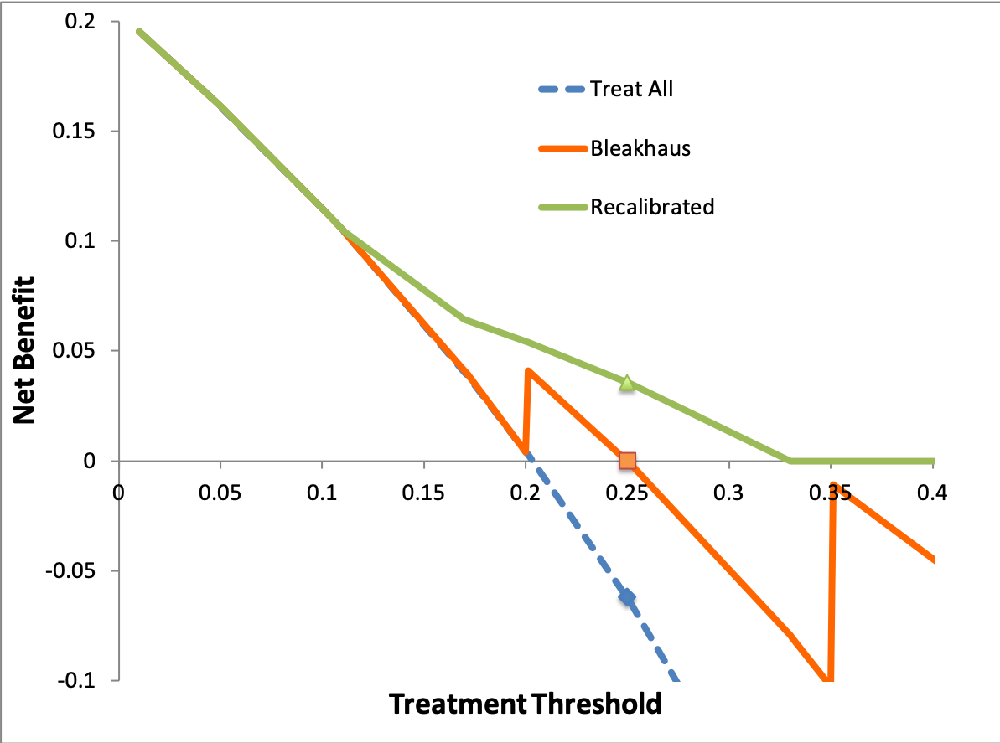 0.2
Treat All
0.15
Bleakhaus
Recalibrated
0.1
Net Benefit
0.05
0
0 0.05 0.1 0.15 0.2 0.25 0.3 0.35 0.4
-0.05
-0.1
Treatment Threshold